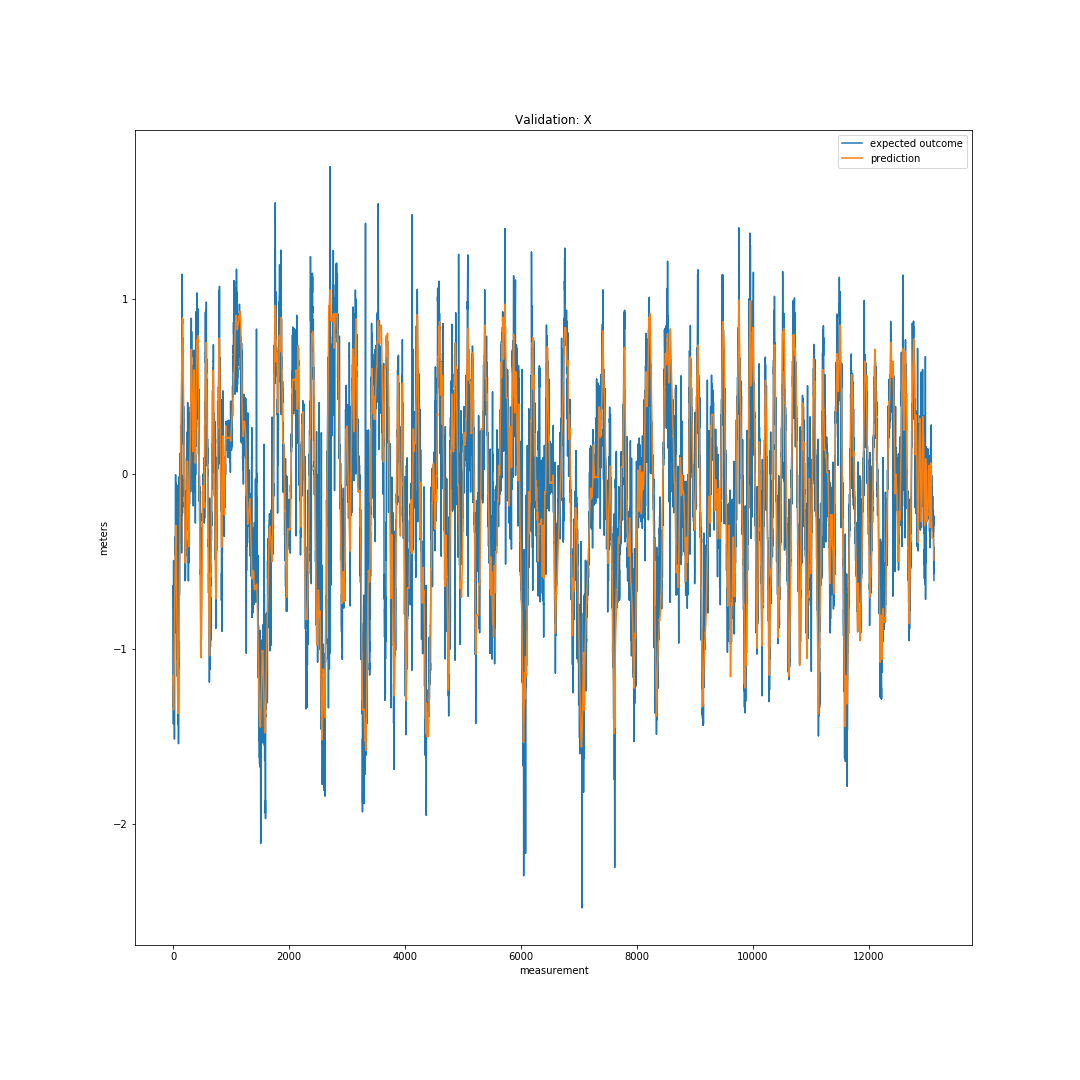 Validation: X
expected outcome
prediction
meters
1
0
−1
−2
0 2000 4000 6000 8000 10000 12000
measurement